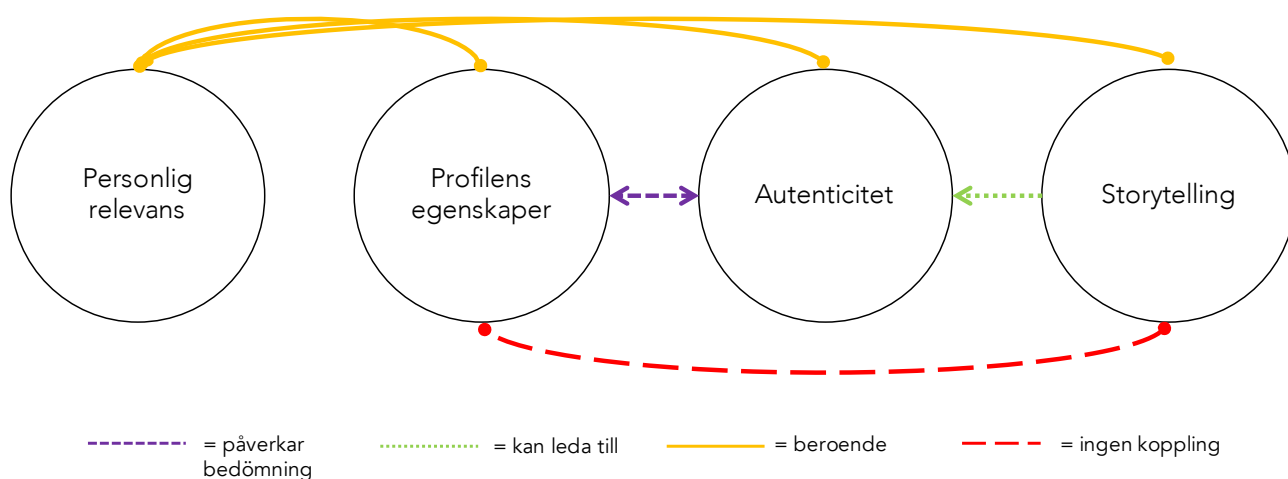 Personlig
relevans
Profilens
egenskaper
Autenticitet
Storytelling
= påverkar
bedömning
= kan leda till
= beroende
= ingen koppling